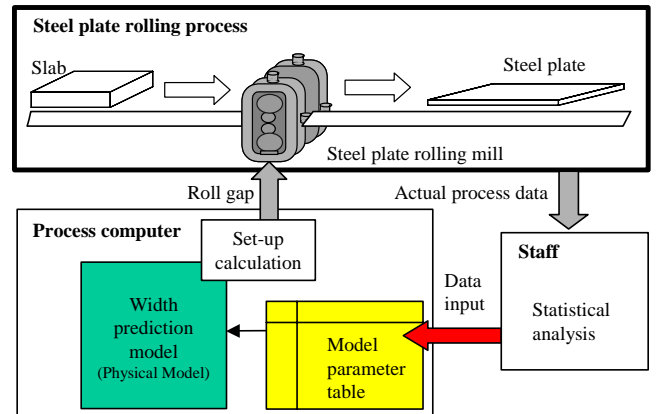 Steel plate rolling process
Slab
Steel plate
Steel plate rolling mill
Roll gap
Actual process data
Process computer
Set-up
calculation
Staff
Data
input
Statistical
analysis
Width
prediction
model
(Physical Model)
Model
parameter
table